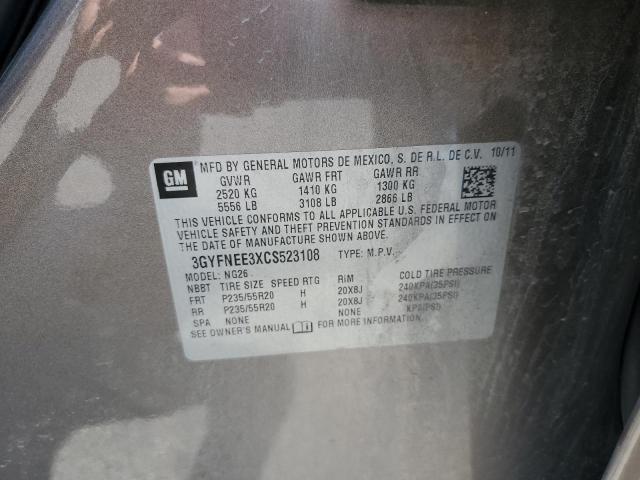 GM
MFD BY GENERAL MOTORS DE MEXICO, S. DE R.L. DE C.V. 10/11
GVWR GAWR FRT GAWR RR
2520 KG 1410 KG 1300 KG
5556 LB 3108 LB 2866 LB
THIS VEHICLE CONFORMS TO ALL APPLICABLE U.S. FEDERAL MOTOR
VEHICLE SAFETY AND THEFT PREVENTION STANDARDS IN EFFECT ON
THE DATE OF MANUFACTURE SHOWN ABOVE.
3GYFNEE3XCS523108 TYPE: M.P.V.
MODEL: NG26
NBBT TIRE SIZE SPEED RTG RIM COLD TIRE PRESSURE
FRT P235/55R20 H 20X8J 240KPA(35PSI)
RR P235/55R20 H 20X8J 240KPA(35PSI)
SPA NONE NONE KPA(PSI)
SEE OWNER'S MANUAL FOR MORE INFORMATION.